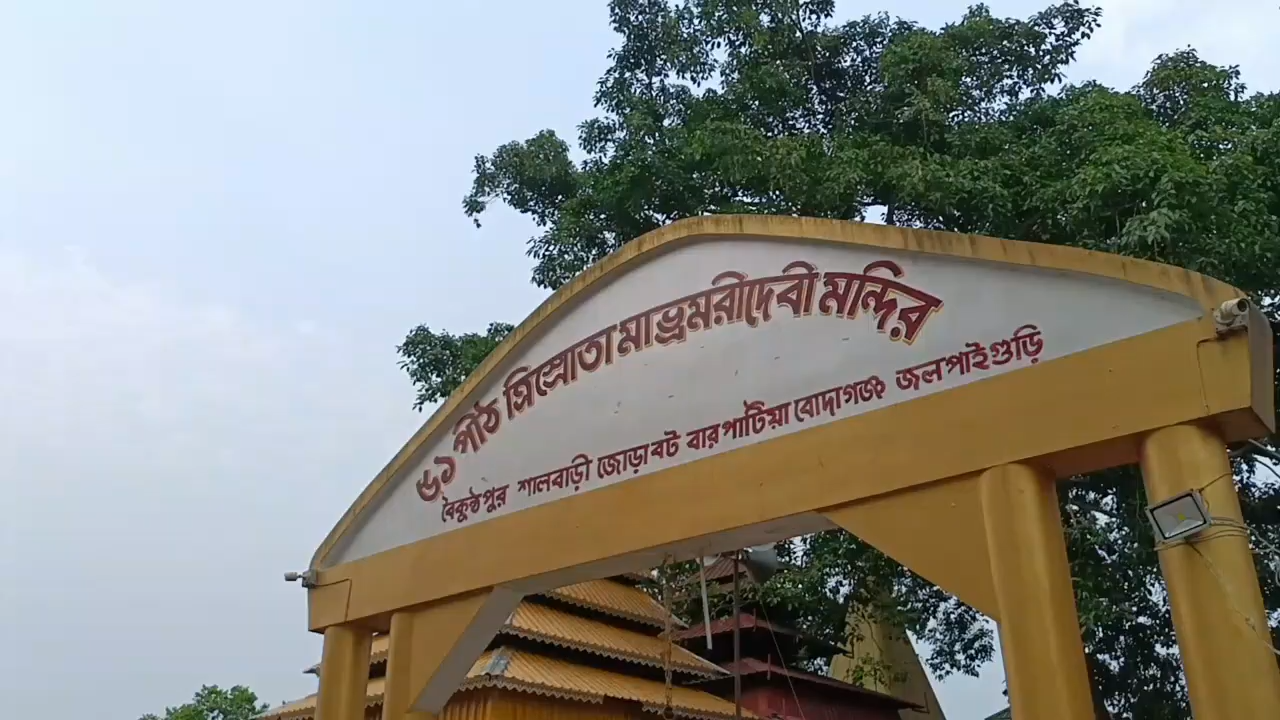 ৬১ পীঠ ত্রিস্রোতা মা ভ্রমরী দেবী মন্দির
বৈকুন্ঠপুর শালবাড়ী জোড়াবট বারপাটিয়া বোদাগঞ্জ জলপাইগুড়ি